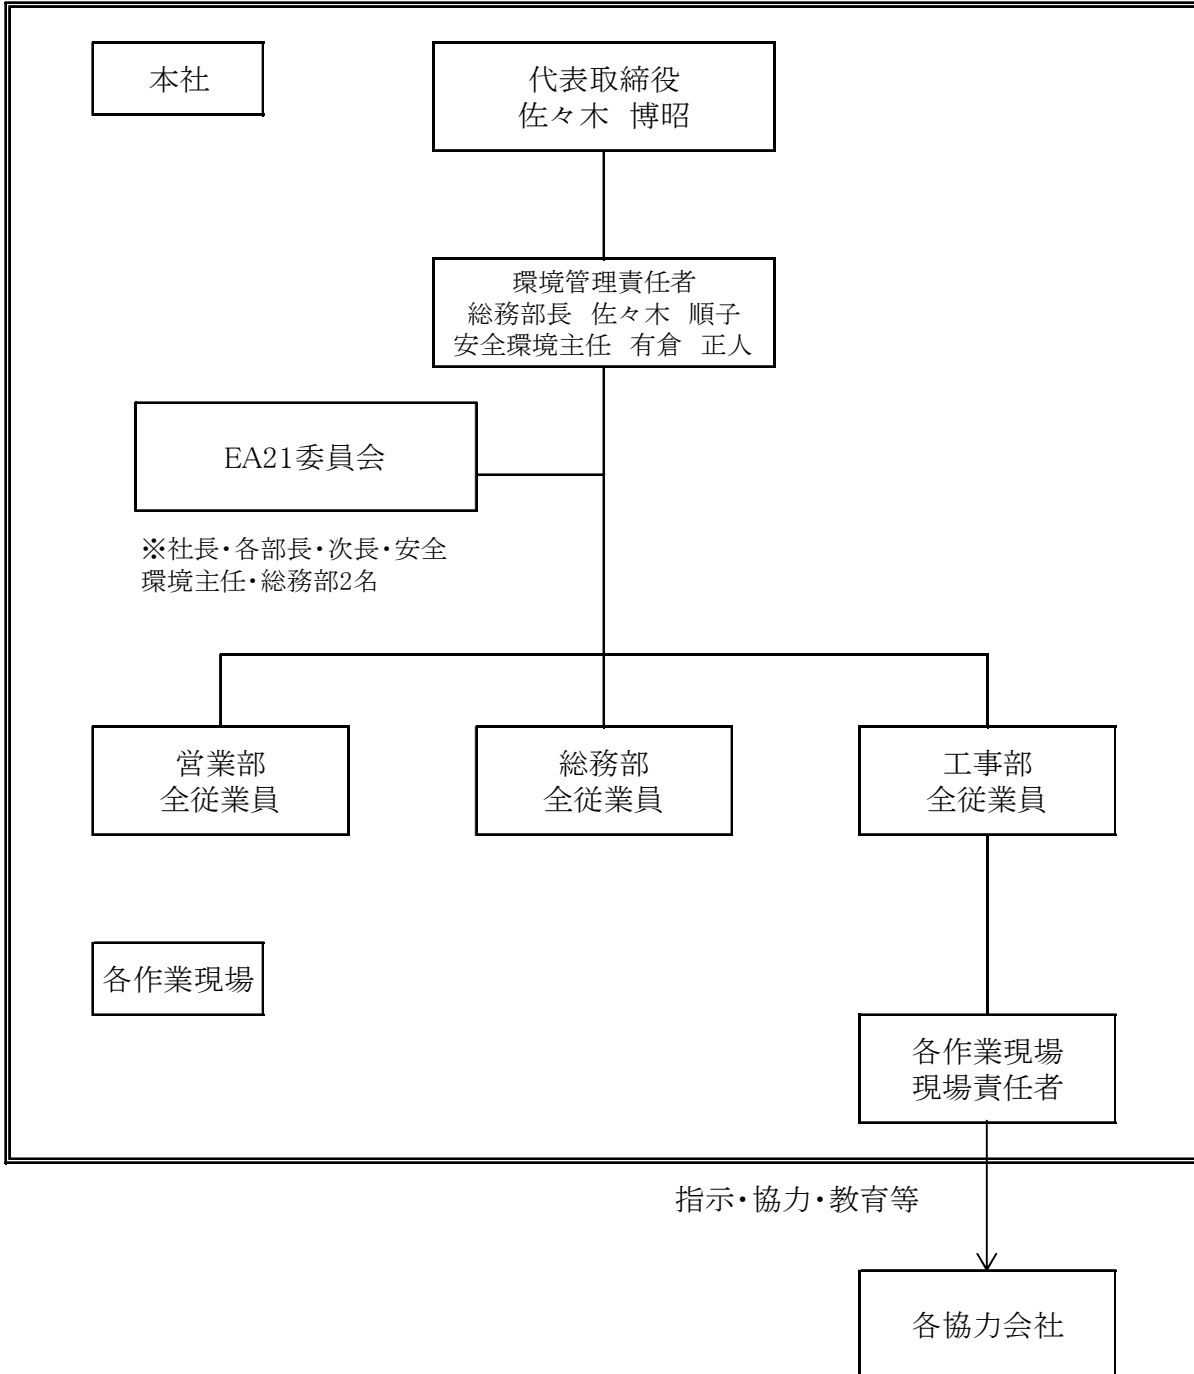 本社
代表取締役
佐々木 博昭
環境管理責任者
総務部長 佐々木 順子
安全環境主任 有倉 正人
EA21委員会
※社長・各部長・次長・安全
環境主任・総務部2名
営業部
全従業員
総務部
全従業員
工事部
全従業員
各作業現場
各作業現場
現場責任者
指示・協力・教育等
各協力会社